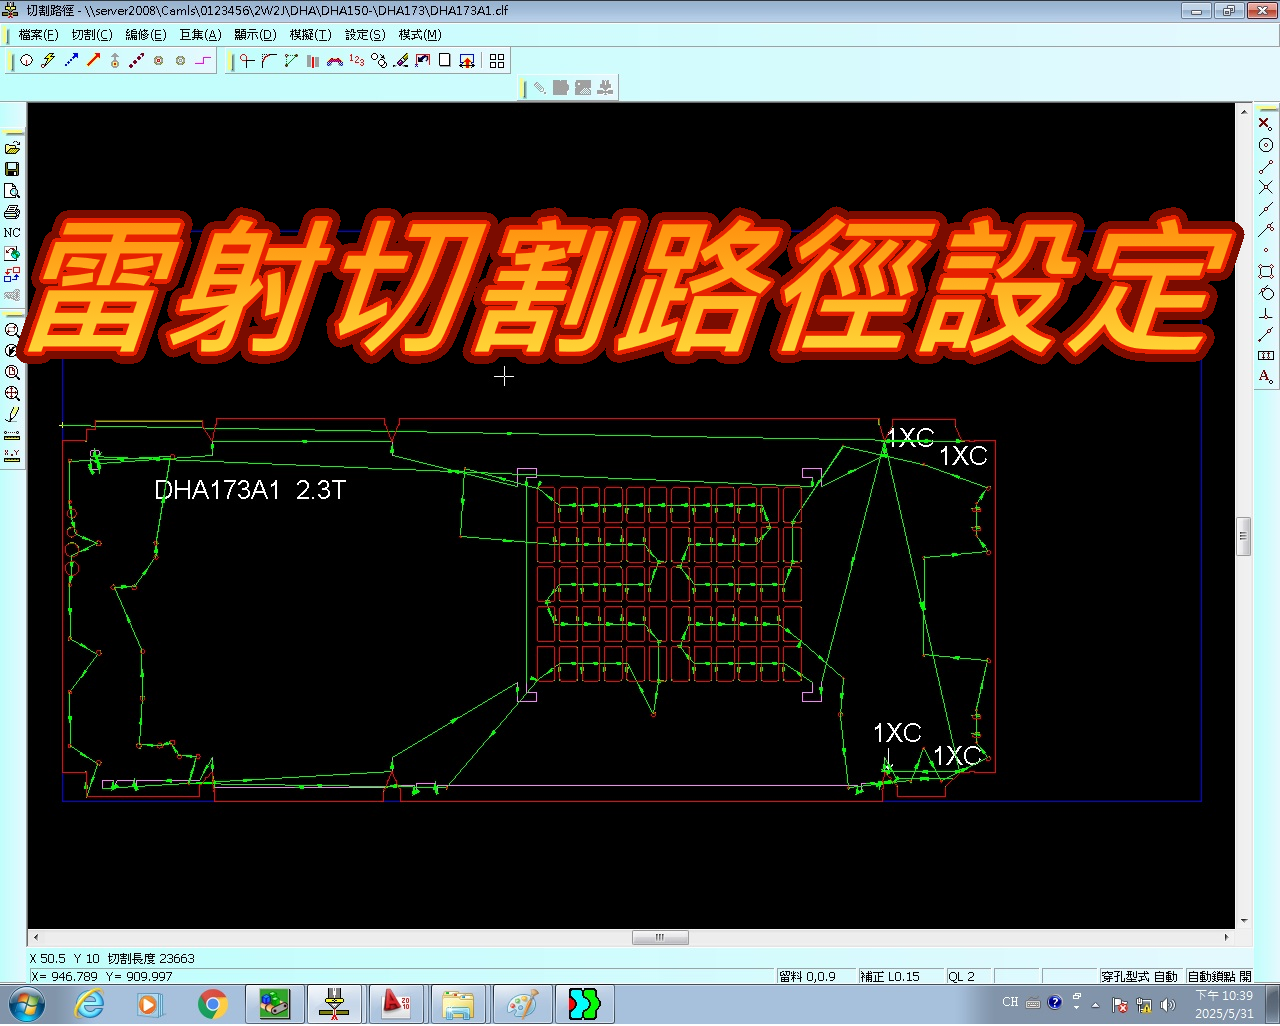 切割路徑 - \\server2008\Camls\0123456\2W2J\DHA\DHA150-\DHA173\DHA173A1.clf
檔案(F) 切割(C) 編修(E) 巨集(A) 顯示(D) 模擬(T) 設定(S) 模式(M)
123
NC
雷射切割路徑設定
X,Y
A
1XC
1XC
DHA173A1 2.3T
1XC
1XC
X 50.5 Y 10 切割長度 23663
X= 946.789 Y= 909.997
留料 0,0.9
補正 L0.15
QL 2
穿孔型式 自動
自動鎖點 開
CH
下午 10:39
2025/5/31